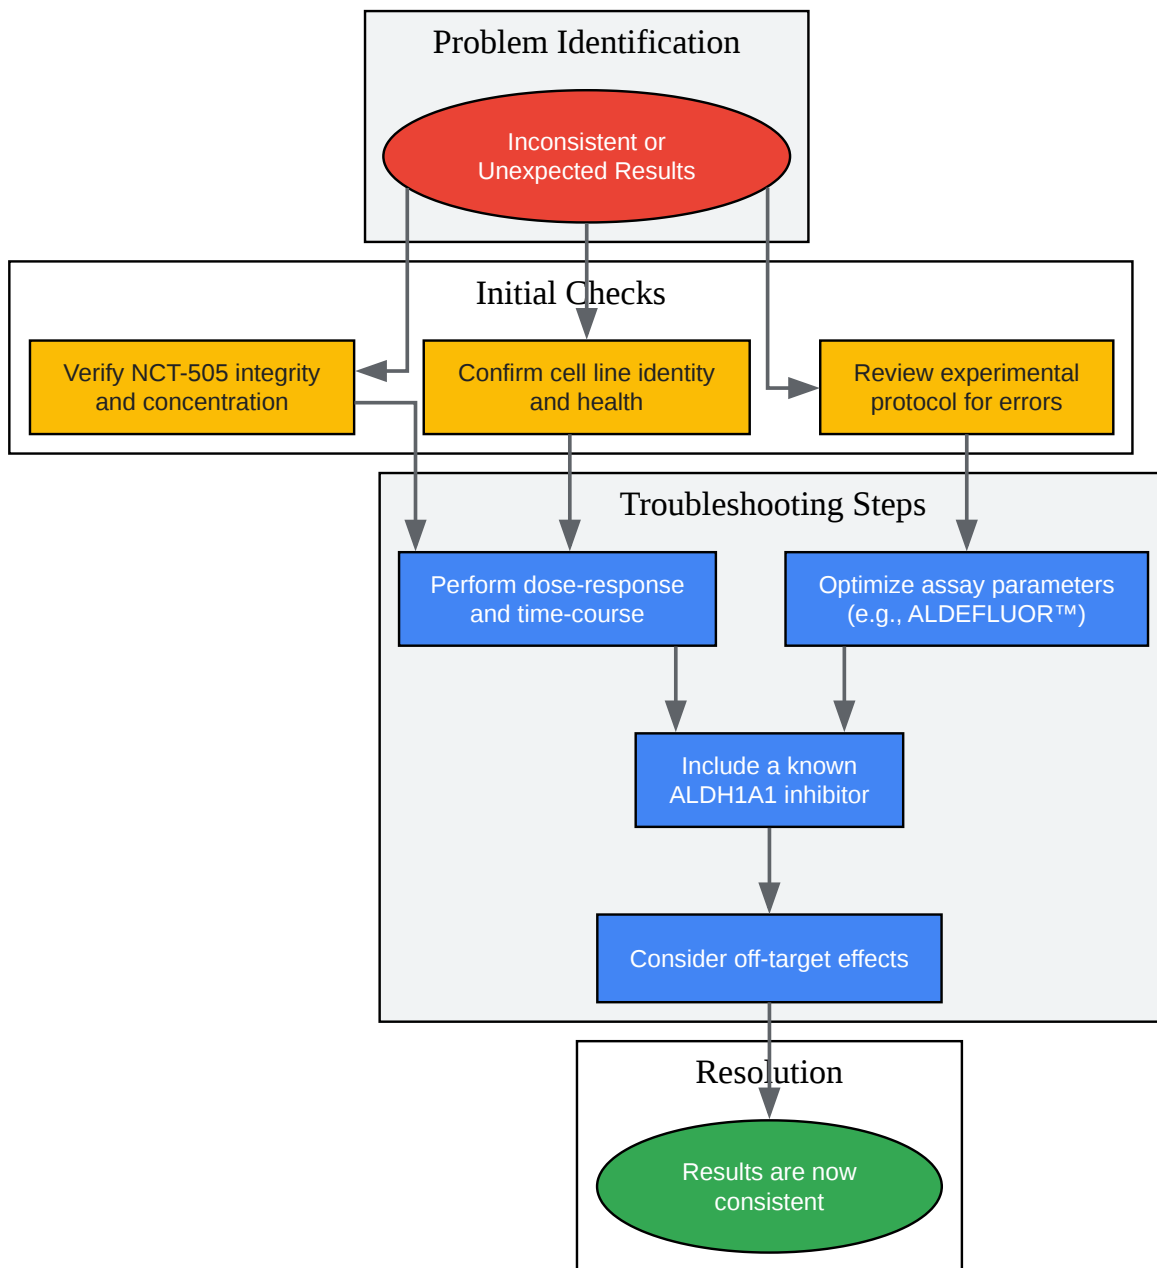 Problem Identification
Inconsistent or
Unexpected Results
Initial Checks
Verify NCT-505 integrity
and concentration
Confirm cell line identity
and health
Review experimental
protocol for errors
Troubleshooting Steps
Perform dose-response
and time-course
Optimize assay parameters
(e.g., ALDEFLUOR™)
Include a known
ALDH1A1 inhibitor
Consider off-target effects
Resolution
Results are now
consistent